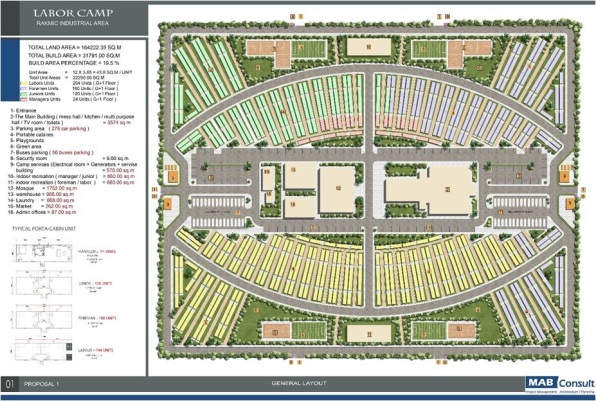 LABOR CAMP
RAKMC INDUSTRIAL AREA
TOTAL LAND AREA = 164222.35 SQ.M
TOTAL BUILD AREA = 31791.00 SQ.M
BUILD AREA PERCENTAGE = 19.5 %
Unit Area = 12 X 3.65 = 43.8 SQ.M / UNIT
Total Unit Areas = 22250.00 SQ.M
Labors Units 204 Units ( G+1 Floor )
Foremen Units 160 Units ( G+1 Floor )
Juniors Units 120 Units ( G+1 Floor )
Managers Units 24 Units ( G+1 Floor )
1- Entrance
2-The Main Building ( mess hall / kitchen / multi purpose
hall / TV room / toilets ) = 3574 sq.m
3- Parking area ( 278 car parking )
4- Portable cabines
5- Playgrounds
6- Green area
7- Buses parking ( 56 buses parking )
8- Security room = 9.00 sq.m
9- Camp services (Electrical room + Generators + service
building = 570.00 sq.m
10- Indoor recreation ( manager / junior ) = 860.00 sq.m
11- indoor recreation ( foreman / labor ) = 860.00 sq.m
12- Mosque = 1753.00 sq.m
13- warehouse = 908.00 sq.m
14- Laundry = 869.00 sq.m
15- Market = 262.00 sq.m
16- Admin offices = 87.00 sq.m
TYPICAL PORTA-CABIN UNIT
01
PROPOSAL 1
GENERAL LAYOUT
MAB Consult